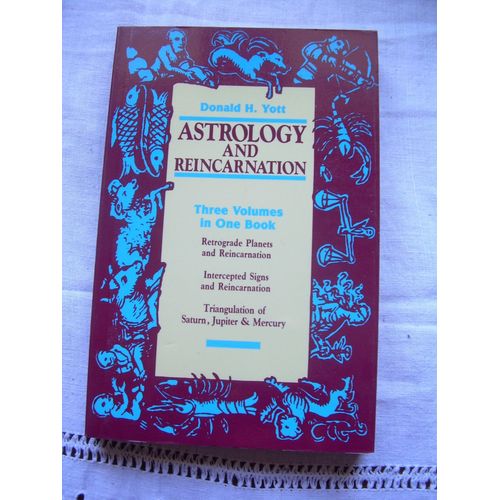 Donald H. Yott
ASTROLOGY
AND
REINCARNATION
Three Volumes
in One Book
Retrograde Planets
and Reincarnation
Intercepted Signs
and Reincarnation
Triangulation of
Saturn, Jupiter & Mercury